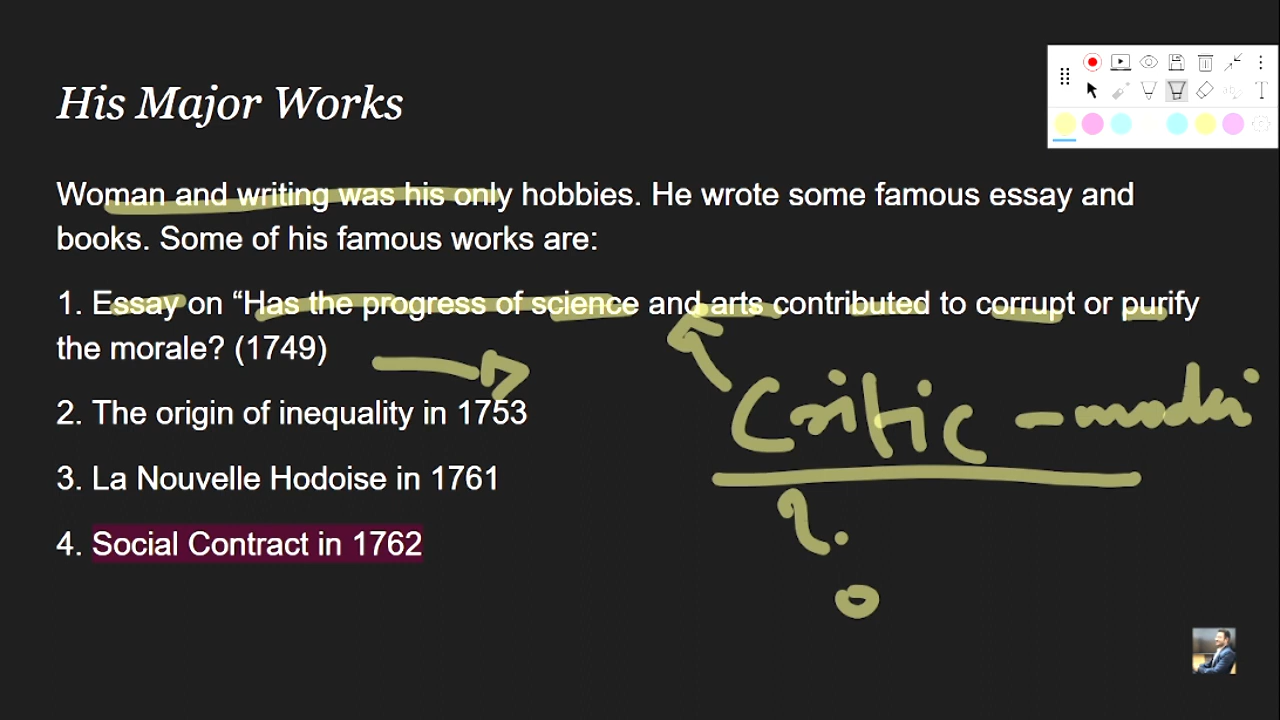 His Major Works
Woman and writing was his only hobbies. He wrote some famous essay and
books. Some of his famous works are:
1. Essay on “Has the progress of science and arts contributed to corrupt or purify
the morale? (1749)
2. The origin of inequality in 1753
3. La Nouvelle Hodoise in 1761
4. Social Contract in 1762
Critic -